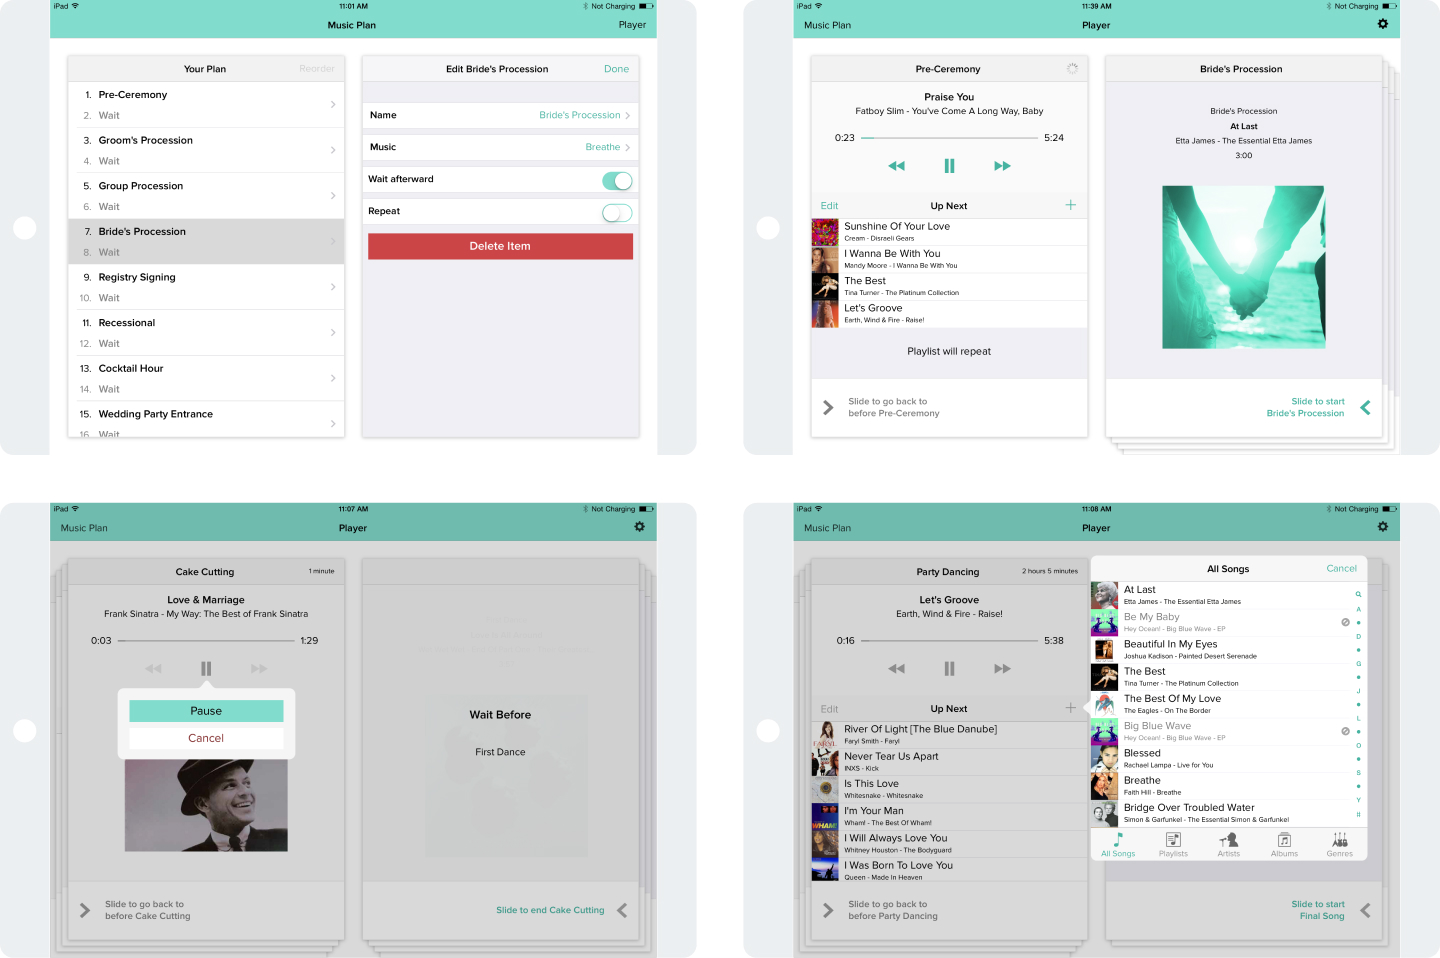 iPad
11:01 AM
Not Charging
Music Plan
Player
Your Plan
Reorder
1. Pre-Ceremony
2. Wait
3. Groom's Procession
4. Wait
5. Group Procession
6. Wait
7. Bride's Procession
8. Wait
9. Registry Signing
10. Wait
11. Recessional
12. Wait
13. Cocktail Hour
14. Wait
15. Wedding Party Entrance
16. Wait
Edit Bride's Procession
Done
Name
Bride's Procession
Music
Breathe
Wait afterward
Repeat
Delete Item
iPad
11:39 AM
Not Charging
Music Plan
Player
Pre-Ceremony
Praise You
Fatboy Slim - You've Come A Long Way, Baby
0:23
5:24
Edit
Up Next
Sunshine Of Your Love
Cream - Disraeli Gears
I Wanna Be With You
Mandy Moore - I Wanna Be With You
The Best
Tina Turner - The Platinum Collection
Let's Groove
Earth, Wind & Fire - Raise!
Playlist will repeat
Slide to go back to
before Pre-Ceremony
Bride's Procession
Bride's Procession
At Last
Etta James - The Essential Etta James
3:00
Slide to start
Bride's Procession
iPad
11:07 AM
Not Charging
Music Plan
Player
Cake Cutting
1 minute
Love & Marriage
Frank Sinatra - My Way: The Best of Frank Sinatra
0:03
1:29
Pause
Cancel
Slide to go back to
before Cake Cutting
Wait Before
First Dance
Slide to end Cake Cutting
iPad
11:08 AM
Not Charging
Music Plan
Player
Party Dancing
2 hours 5 minutes
Let's Groove
Earth, Wind & Fire - Raise!
0:16
5:38
Edit
Up Next
River Of Light [The Blue Danube]
Faryl Smith - Faryl
FARYL
Never Tear Us Apart
INXS - Kick
Is This Love
Whitesnake - Whitesnake
I'm Your Man
Wham! - The Best Of Wham!
WHAM!
I Will Always Love You
Whitney Houston - The Bodyguard
I Was Born To Love You
Queen - Made In Heaven
Slide to go back to
before Party Dancing
All Songs
Cancel
At Last
Etta James - The Essential Etta James
Be My Baby
Hey Ocean! - Big Blue Wave - EP
Beautiful In My Eyes
Joshua Kadison - Painted Desert Serenade
The Best
Tina Turner - The Platinum Collection
The Best Of My Love
The Eagles - On The Border
Big Blue Wave
Hey Ocean! - Big Blue Wave - EP
Blessed
Rachael Lampa - Live for You
Breathe
Faith Hill - Breathe
Bridge Over Troubled Water
Simon & Garfunkel - The Essential Simon & Garfunkel
A
D
G
J
L
O
S
Y
#
All Songs
Playlists
Artists
Albums
Genres
Slide to start
Final Song